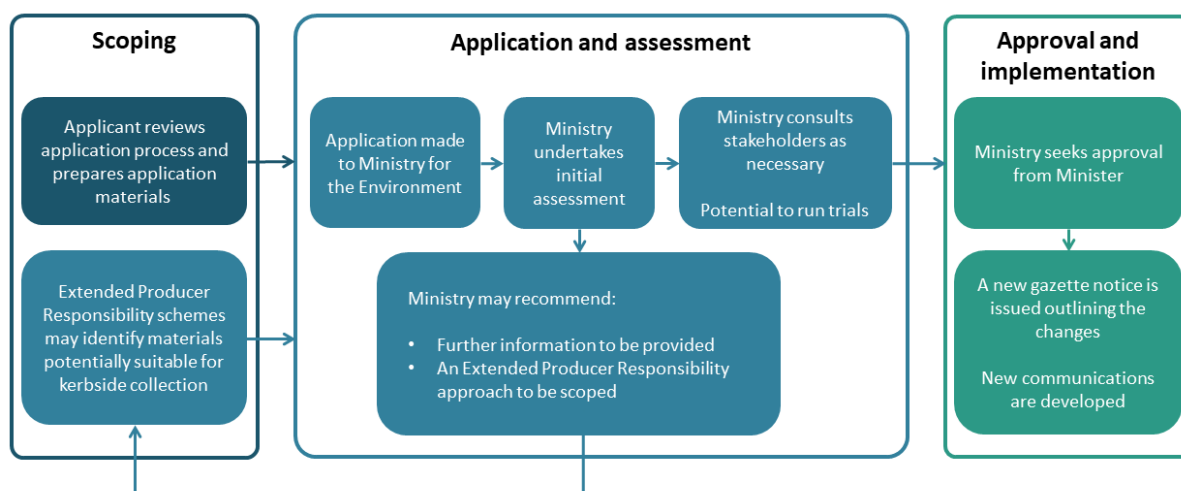 Scoping
Applicant reviews
application process and
prepares application
materials
Extended Producer
Responsibility schemes
may identify materials
potentially suitable for
kerbside collection
Application and assessment
Application made
to Ministry for
the Environment
Ministry
undertakes
initial
assessment
Ministry consults
stakeholders as
necessary
Potential to run trials
Ministry may recommend:
• Further information to be provided
• An Extended Producer Responsibility
approach to be scoped
Approval and
implementation
Ministry seeks approval
from Minister
A new gazette notice is
issued outlining the
changes
New communications
are developed